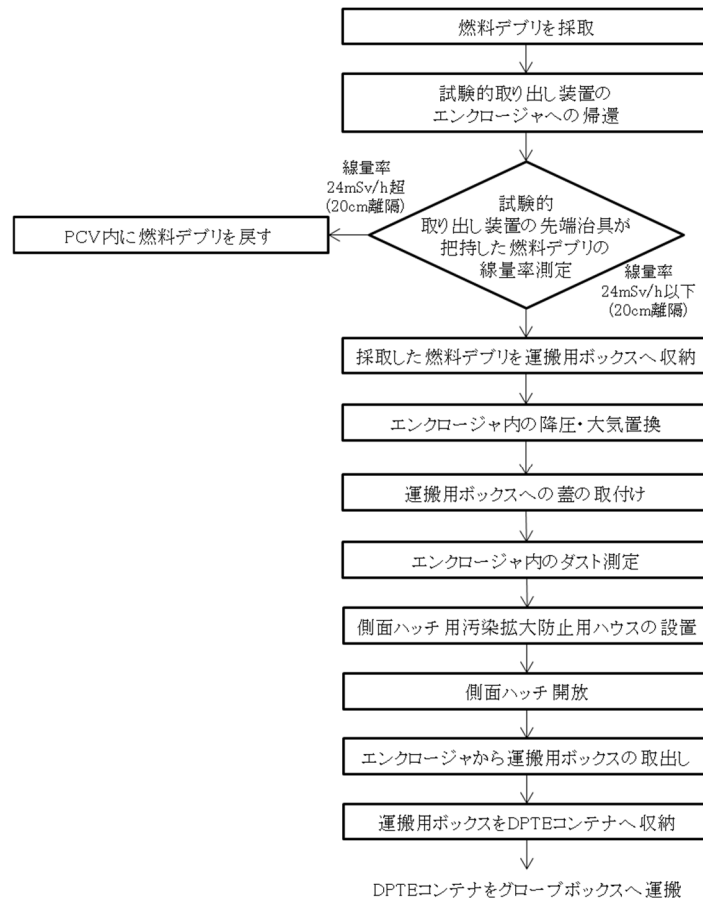 燃料デブリを採取
試験的取り出し装置の
エンクロージャへの帰還
線量率
24mSv/h超
(20cm離隔)
試験的
取り出し装置の先端治具が
把持した燃料デブリの
線量率測定
PCV内に燃料デブリを戻す
線量率
24mSv/h以下
(20cm離隔)
採取した燃料デブリを運搬用ボックスへ収納
エンクロージャ内の降圧・大気置換
運搬用ボックスへの蓋の取付け
エンクロージャ内のダスト測定
側面ハッチ用汚染拡大防止用ハウスの設置
側面ハッチ開放
エンクロージャから運搬用ボックスの取出し
運搬用ボックスをDPTEコンテナへ収納
DPTEコンテナをグローブボックスへ運搬